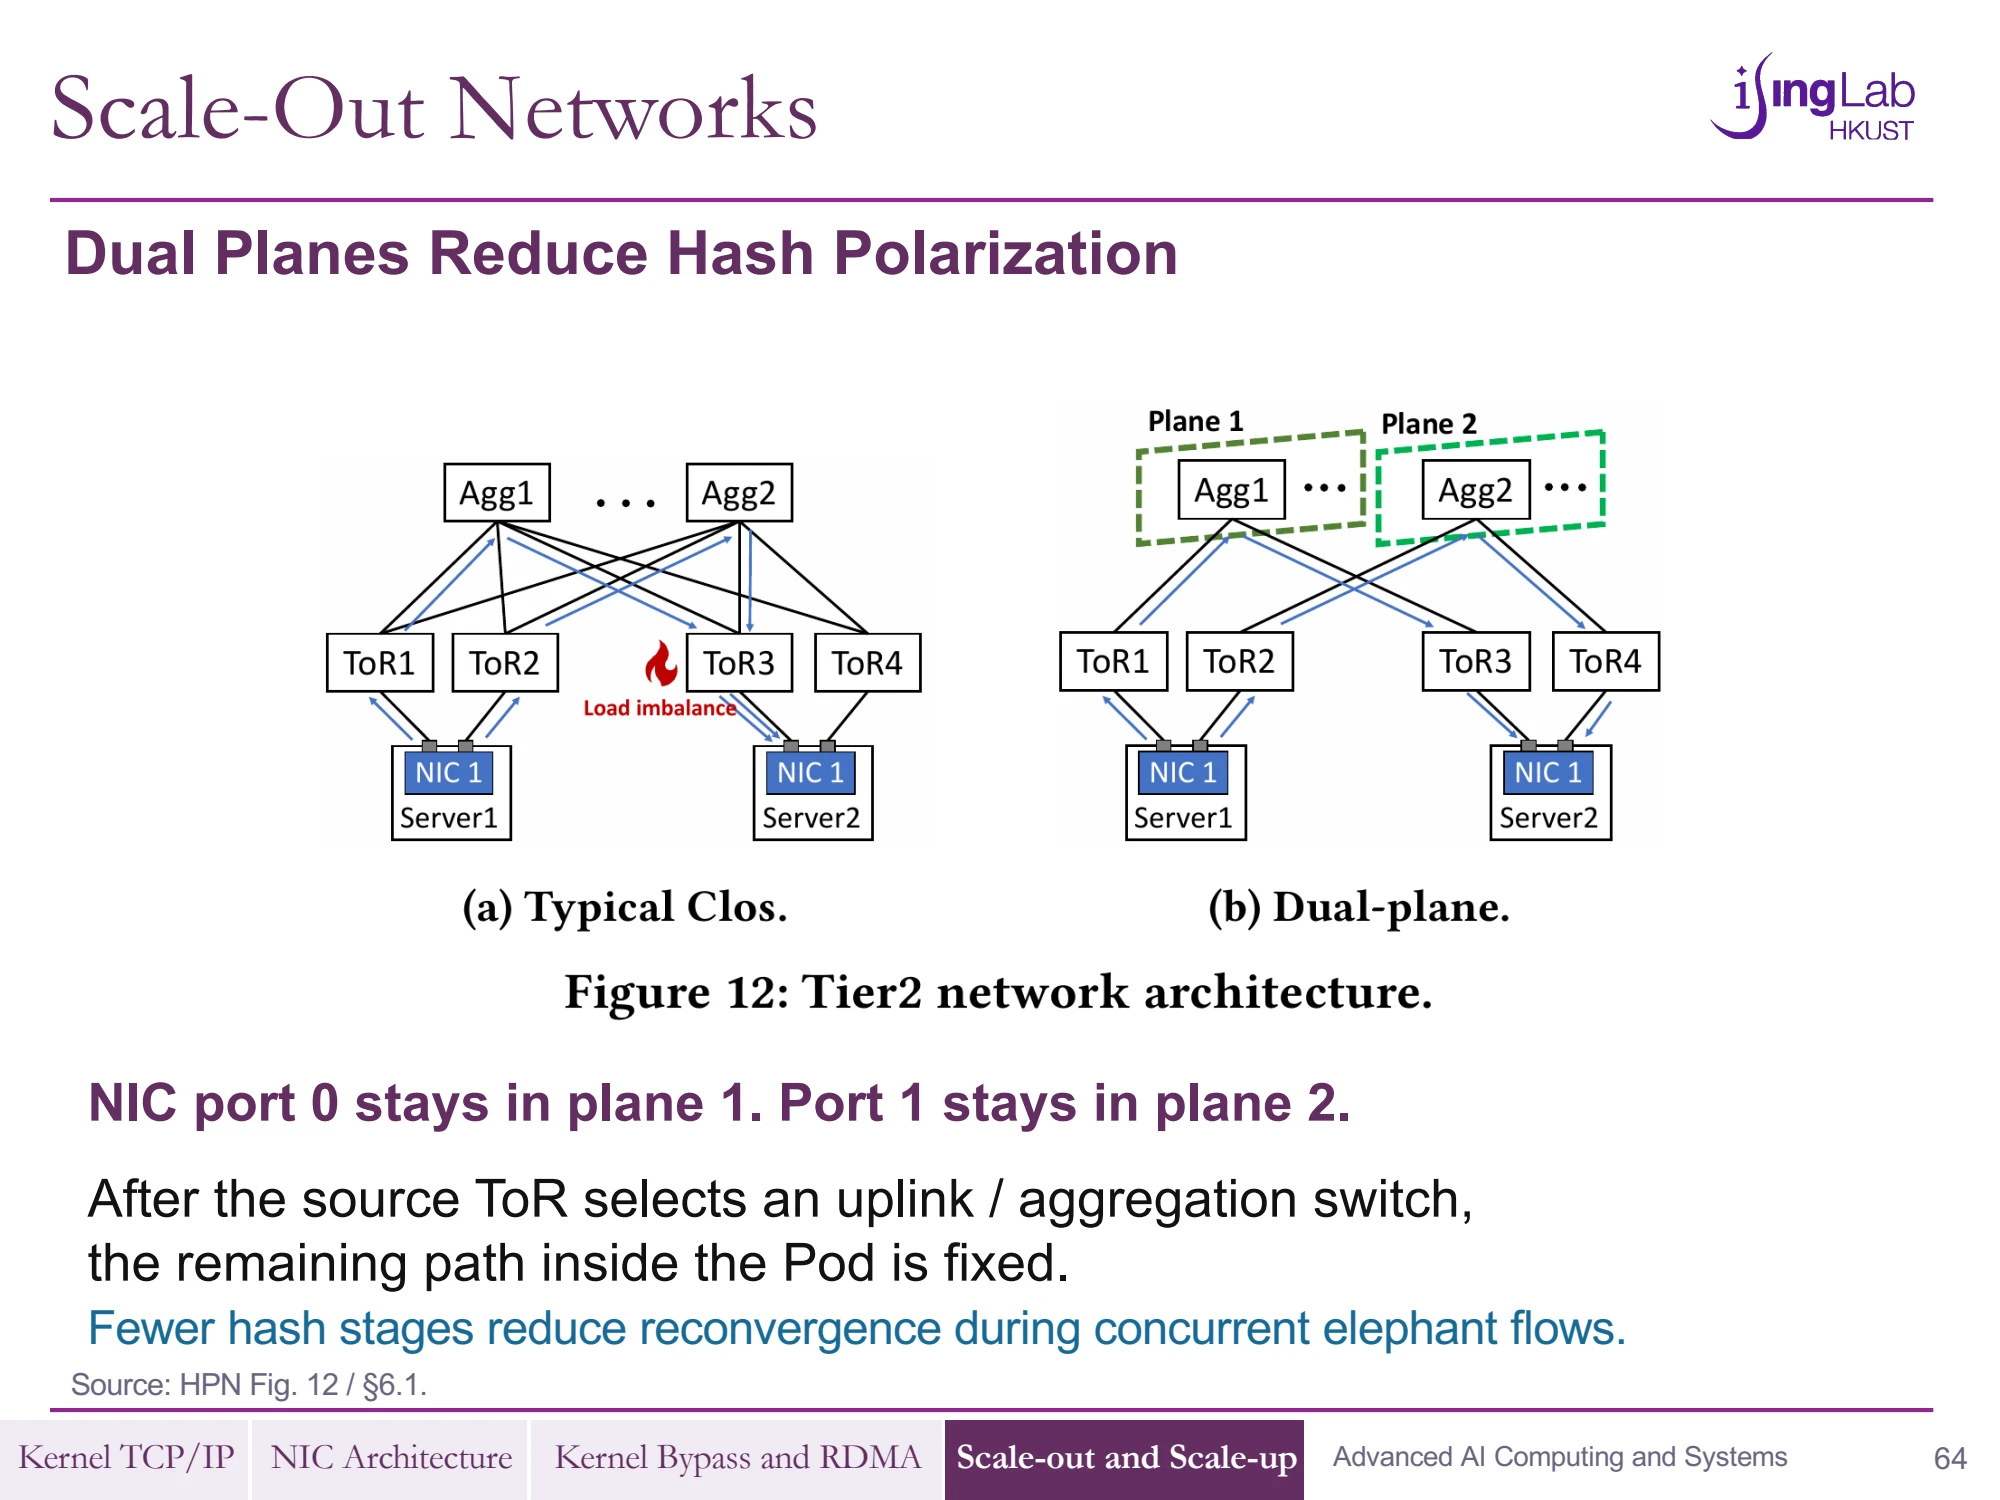 Scale-Out Networks
ingLab
HKUST
Dual Planes Reduce Hash Polarization
Agg1 ... Agg2
ToR1 ToR2 ToR3 ToR4
Load imbalance
NIC 1 NIC 1
Server1 Server2
(a) Typical Clos.
Plane 1 Plane 2
Agg1 ... Agg2 ...
ToR1 ToR2 ToR3 ToR4
NIC 1 NIC 1
Server1 Server2
(b) Dual-plane.
Figure 12: Tier2 network architecture.
NIC port 0 stays in plane 1. Port 1 stays in plane 2.
After the source ToR selects an uplink / aggregation switch,
the remaining path inside the Pod is fixed.
Fewer hash stages reduce reconvergence during concurrent elephant flows.
Source: HPN Fig. 12 / §6.1.
Kernel TCP/IP NIC Architecture Kernel Bypass and RDMA Scale-out and Scale-up Advanced AI Computing and Systems 64